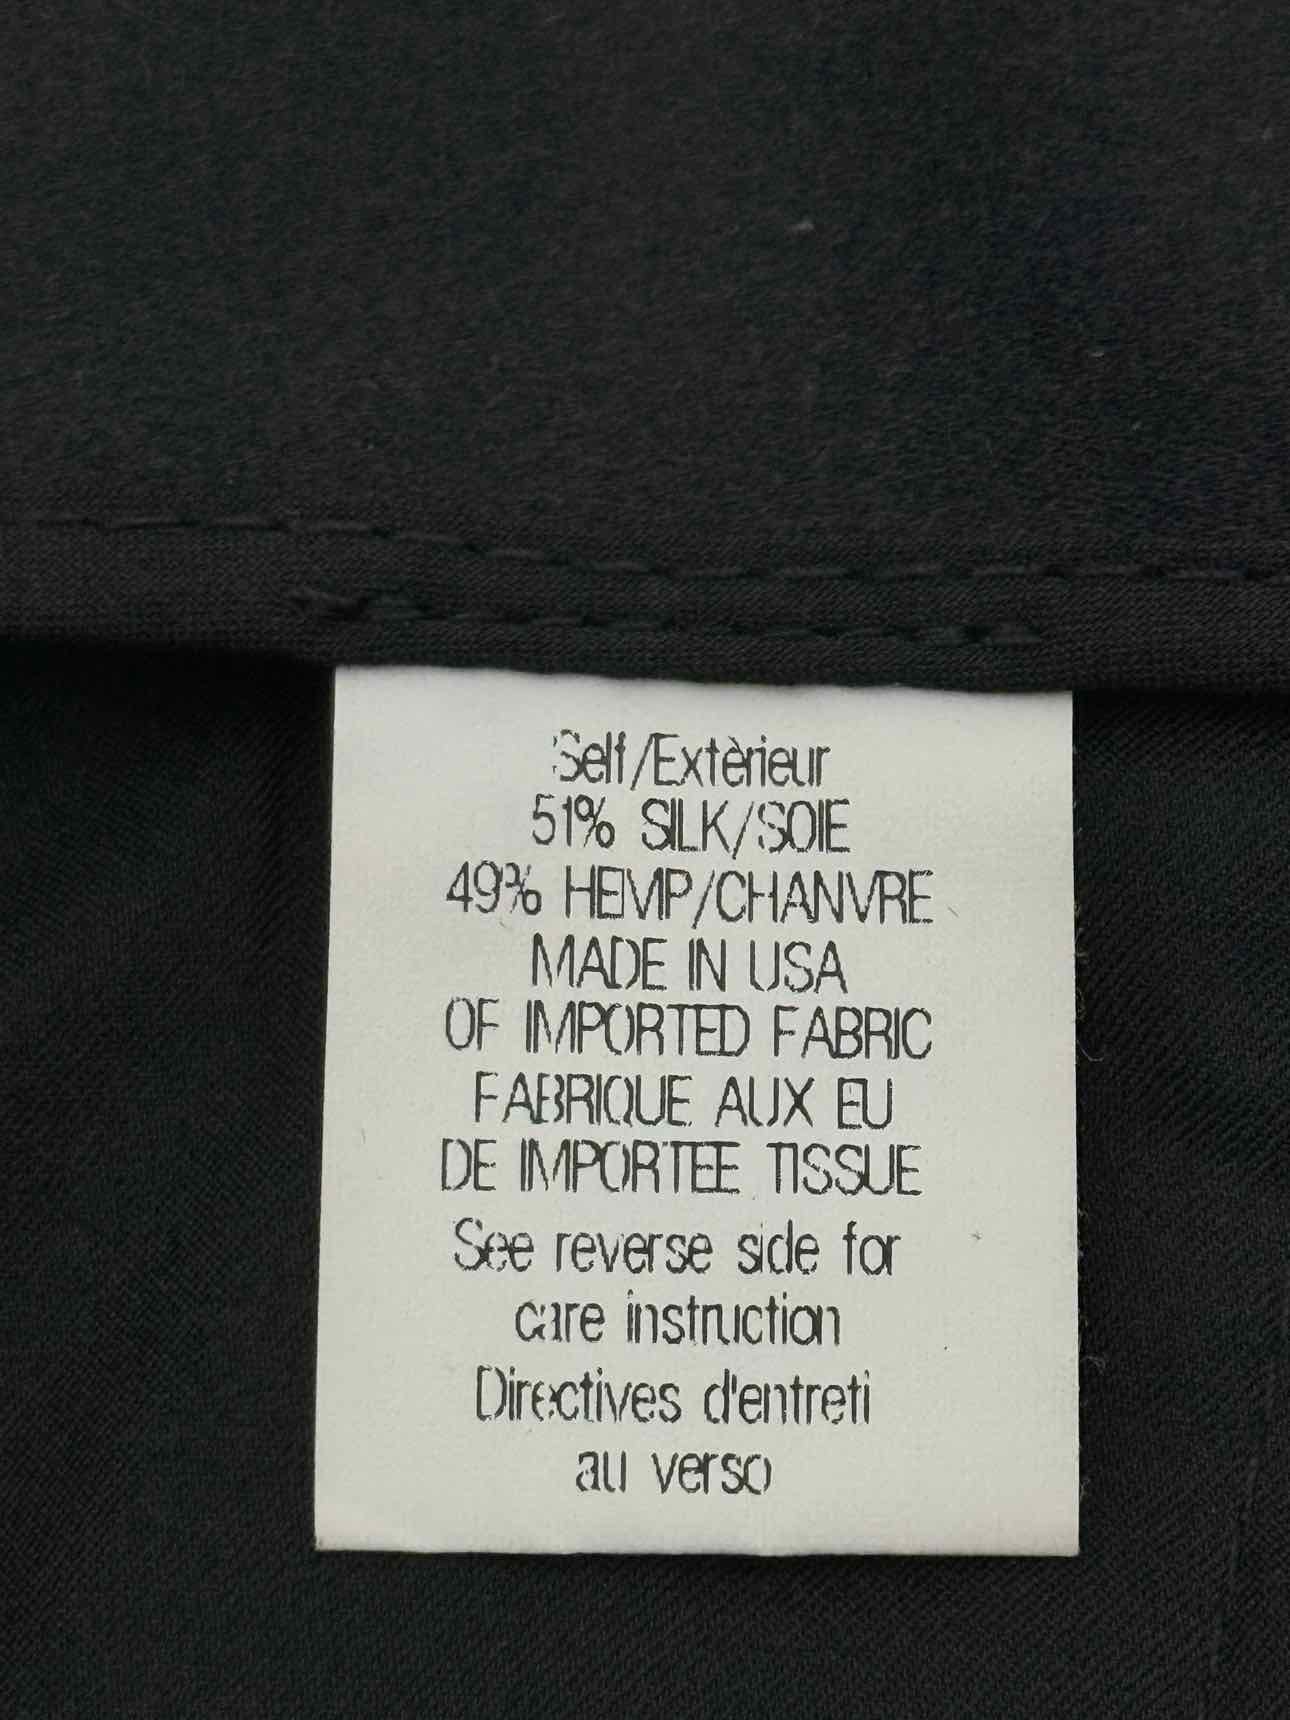 Self/Extèrieur
51% SILK/SOIE
49% HEMP/CHANVRE
MADE IN USA
OF IMPORTED FABRIC
FABRIQUE AUX EU
DE IMPORTEE TISSUE
See reverse side for
care instruction
Directives d'entreti
au verso